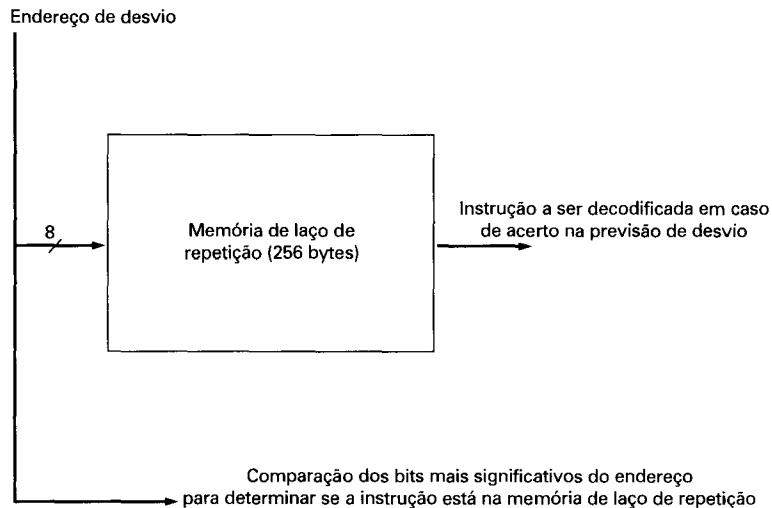 Endereço de desvio
8
Memória de laço de
repetição (256 bytes)
Instrução a ser decodificada em caso
de acerto na previsão de desvio
Comparação dos bits mais significativos do endereço
para determinar se a instrução está na memória de laço de repetição